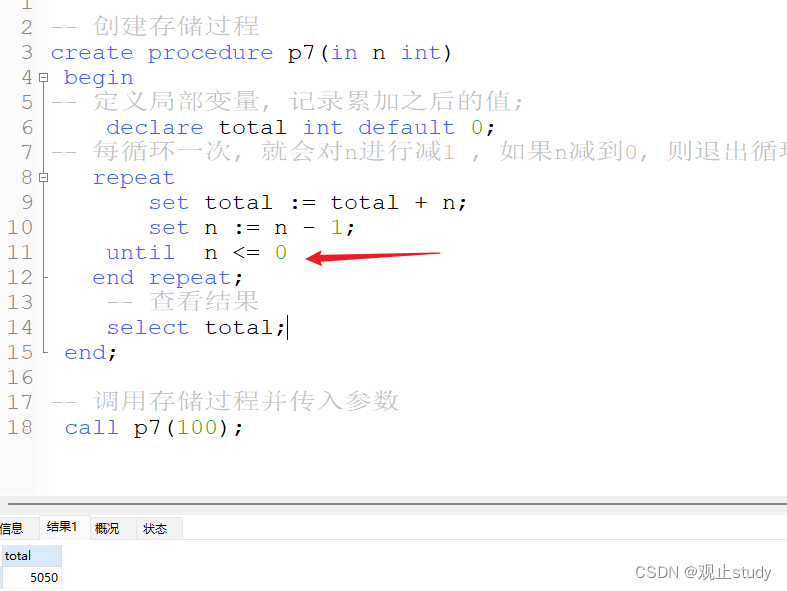 1
2 -- 创建存储过程
3 create procedure p7(in n int)
4 begin
5 -- 定义局部变量, 记录累加之后的值;
6 declare total int default 0;
7 -- 每循环一次, 就会对n进行减1 , 如果n减到0, 则退出循
8 repeat
9 set total := total + n;
10 set n := n - 1;
11 until n <= 0
12 end repeat;
13 -- 查看结果
14 select total;
15 end;
16
17 -- 调用存储过程并传入参数
18 call p7(100);
信息 结果1 概况 状态
total
5050
CSDN @观止study